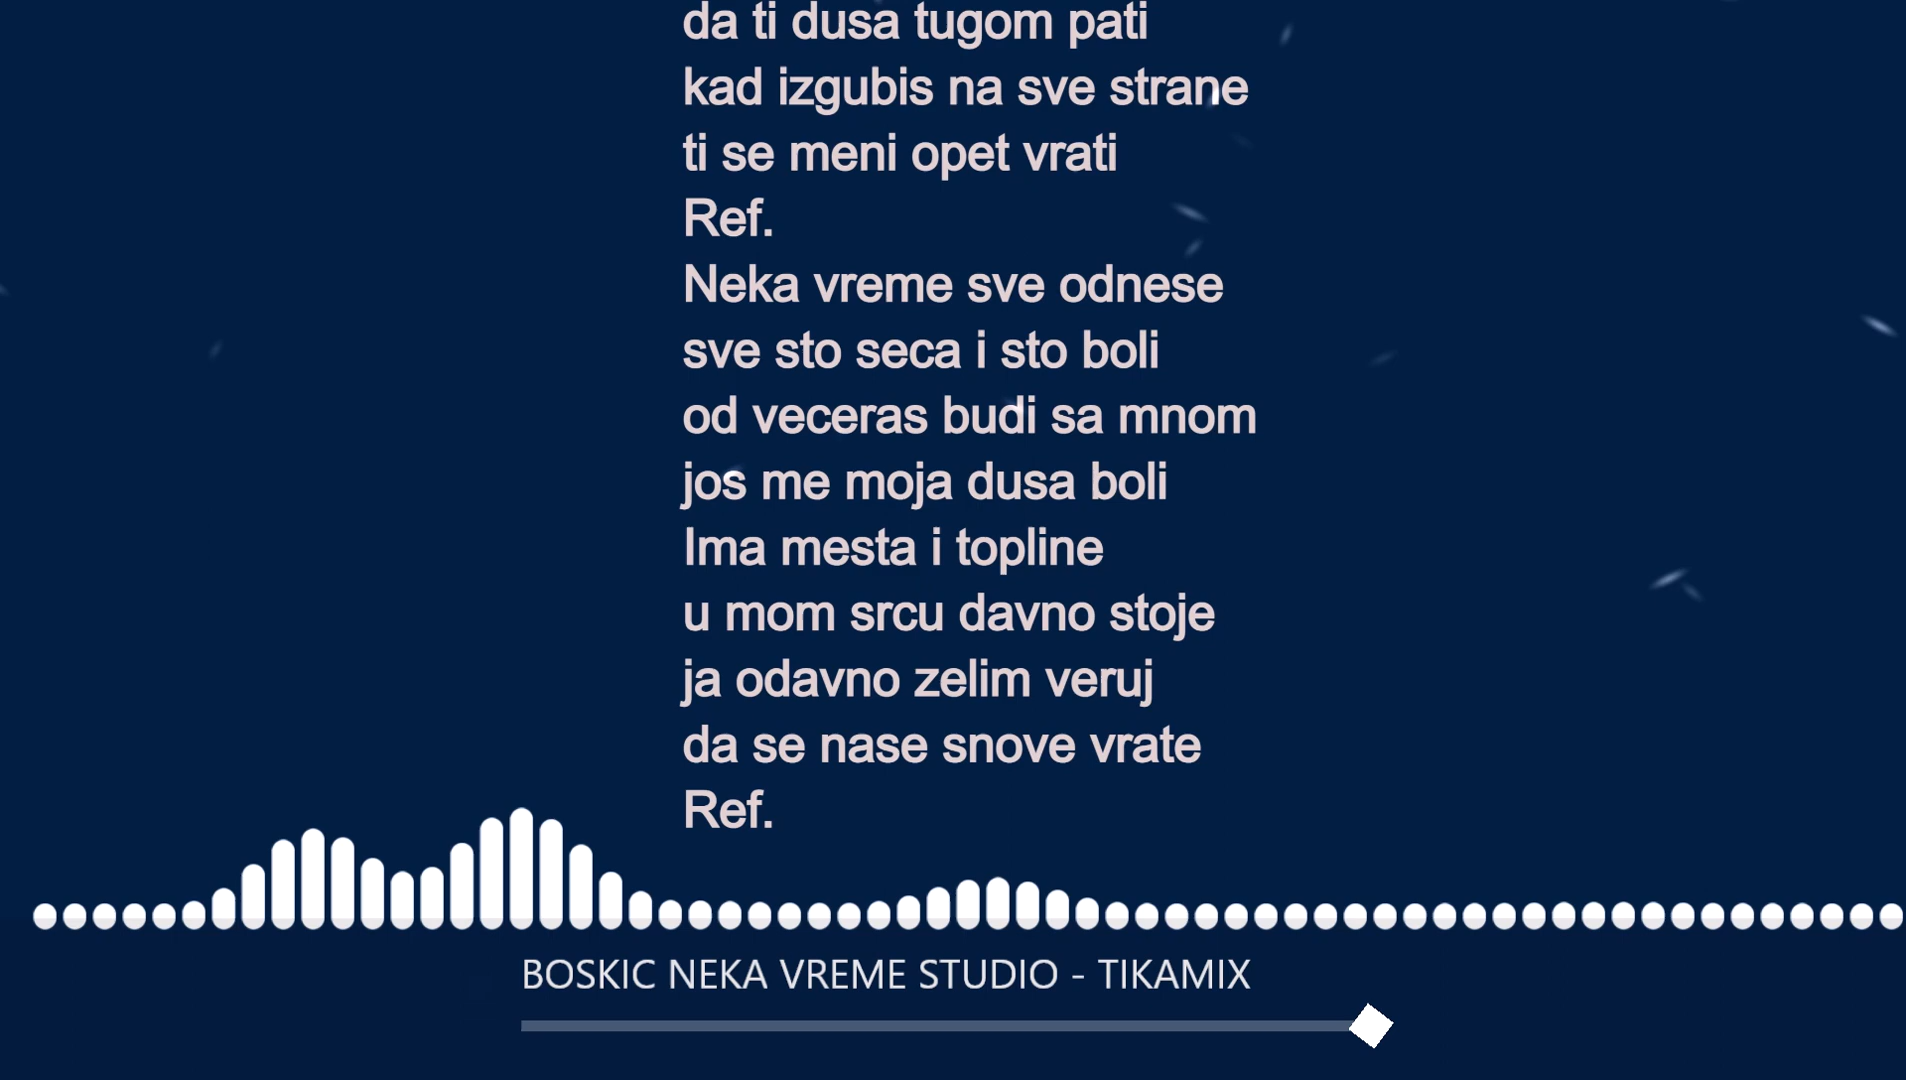 da ti dusa tugom pati
kad izgubis na sve strane
ti se meni opet vrati
Ref.
Neka vreme sve odnese
sve sto seca i sto boli
od veceras budi sa mnom
jos me moja dusa boli
Ima mesta i topline
u mom srcu davno stoje
ja odavno zelim veruj
da se nase snove vrate
Ref.
BOSKIC NEKA VREME STUDIO - TIKAMIX